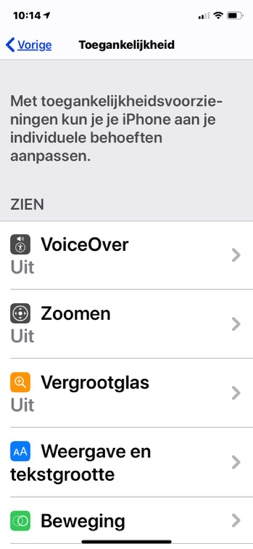 10:14
Vorige
Toegankelijkheid
Met toegankelijkheidsvoorzie-
ningen kun je je iPhone aan je
individuele behoeften
aanpassen.
ZIEN
VoiceOver
Uit
Zoomen
Uit
Vergrootglas
Uit
AA
Weergave en
tekstgrootte
Beweging